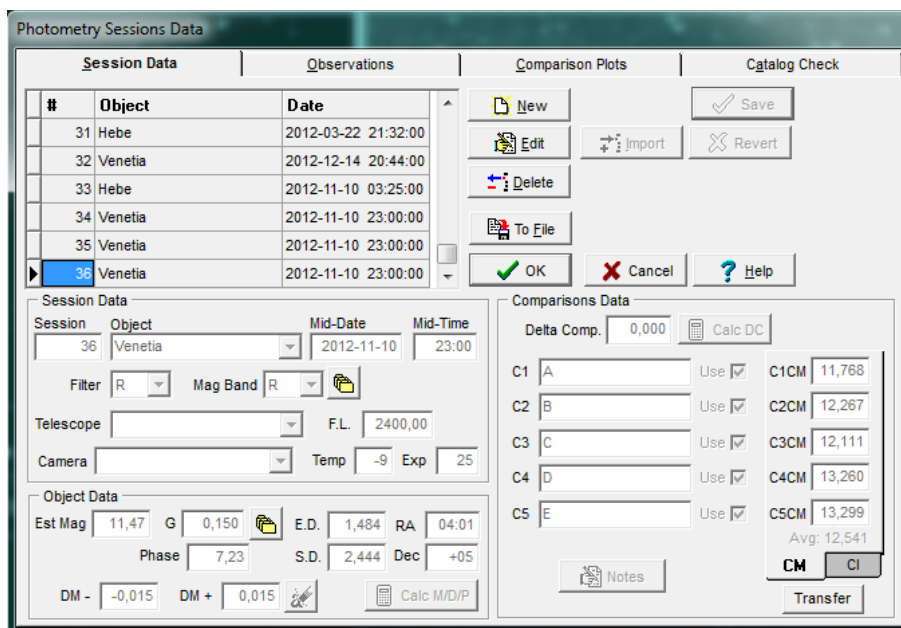 Photometry Sessions Data
Session Data Observations Comparison Plots Catalog Check
# Object Date
31 Hebe 2012-03-22 21:32:00
32 Venetia 2012-12-14 20:44:00
33 Hebe 2012-11-10 03:25:00
34 Venetia 2012-11-10 23:00:00
35 Venetia 2012-11-10 23:00:00
36 Venetia 2012-11-10 23:00:00
New Save
Edit Import Revert
Delete
To File
OK Cancel Help
Session Data
Session Object Mid-Date Mid-Time
36 Venetia 2012-11-10 23:00
Filter R Mag Band R
Telescope F.L. 2400,00
Camera Temp -9 Exp 25
Object Data
Est Mag 11,47 G 0,150 E.D. 1,484 RA 04:01
Phase 7,23 S.D. 2,444 Dec +05
DM - -0,015 DM + 0,015 Calc M/D/P
Comparisons Data
Delta Comp. 0,000 Calc DC
C1 A Use C1CM 11,768
C2 B Use C2CM 12,267
C3 C Use C3CM 12,111
C4 D Use C4CM 13,260
C5 E Use C5CM 13,299
Avg: 12,541
Notes CM CI
Transfer